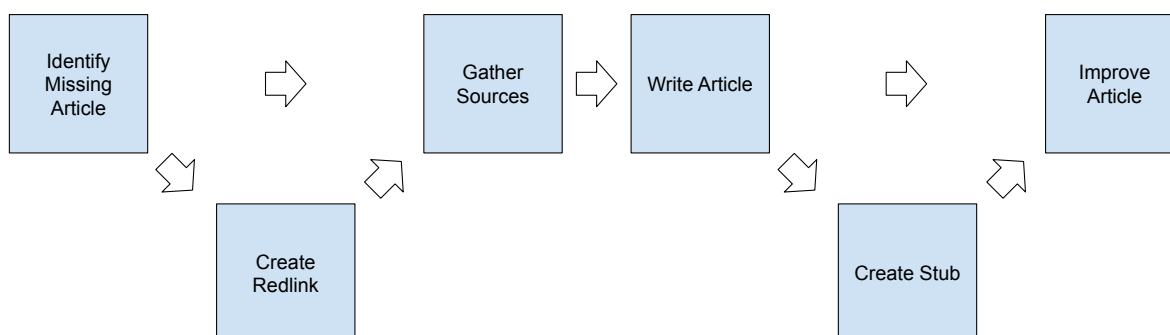 Identify
Missing
Article
Gather
Sources
Write Article
Improve
Article
Create
Redlink
Create Stub